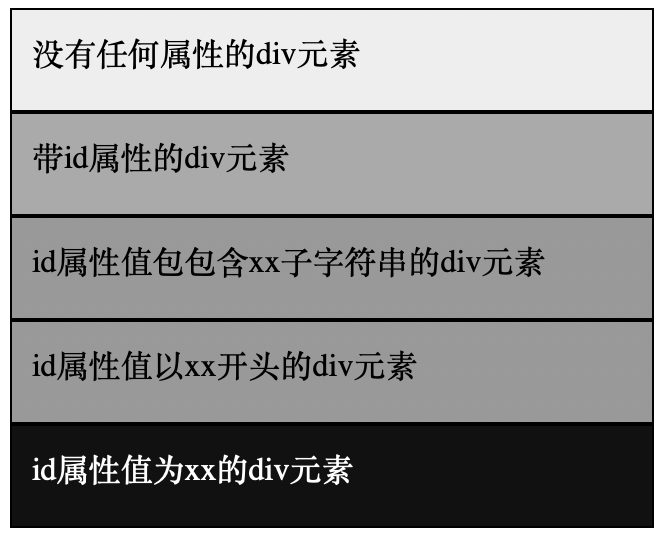 没有任何属性的div元素
带id属性的div元素
id属性值包包含xx子字符串的div元素
id属性值以xx开头的div元素
id属性值为xx的div元素